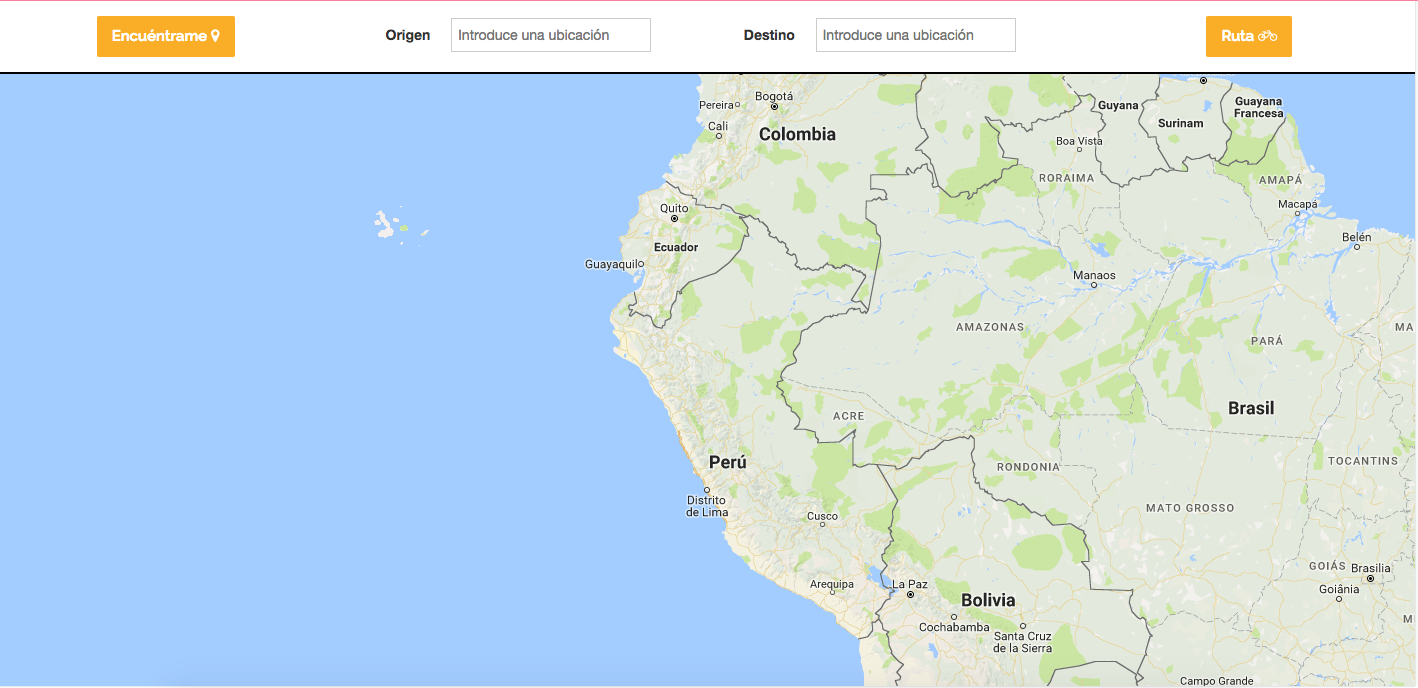 Encuéntrame
Origen
Introduce una ubicación
Destino
Introduce una ubicación
Ruta
Bogotá
Pereira
Cali
Colombia
Guyana
Surinam
Guayana
Francesa
Boa Vista
RORAIMA
AMAPÁ
Macapá
Quito
Ecuador
Guayaquil
Belén
Manaos
AMAZONAS
MA
PARÁ
ACRE
Brasil
Perú
RONDONIA
TOCANTINS
Distrito
de Lima
Cusco
MATO GROSSO
Arequipa
La Paz
GOIÁS
Brasilia
Goiânia
Bolivia
Cochabamba
Santa Cruz
de la Sierra
M
Campo Grande